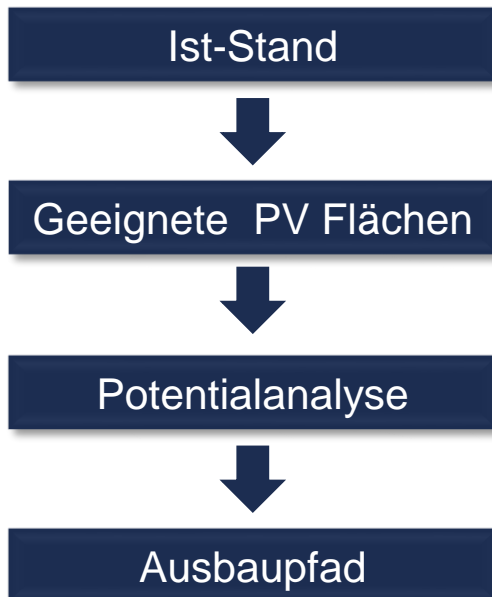 Ist-Stand
Geeignete PV Flächen
Potentialanalyse
Ausbaupfad